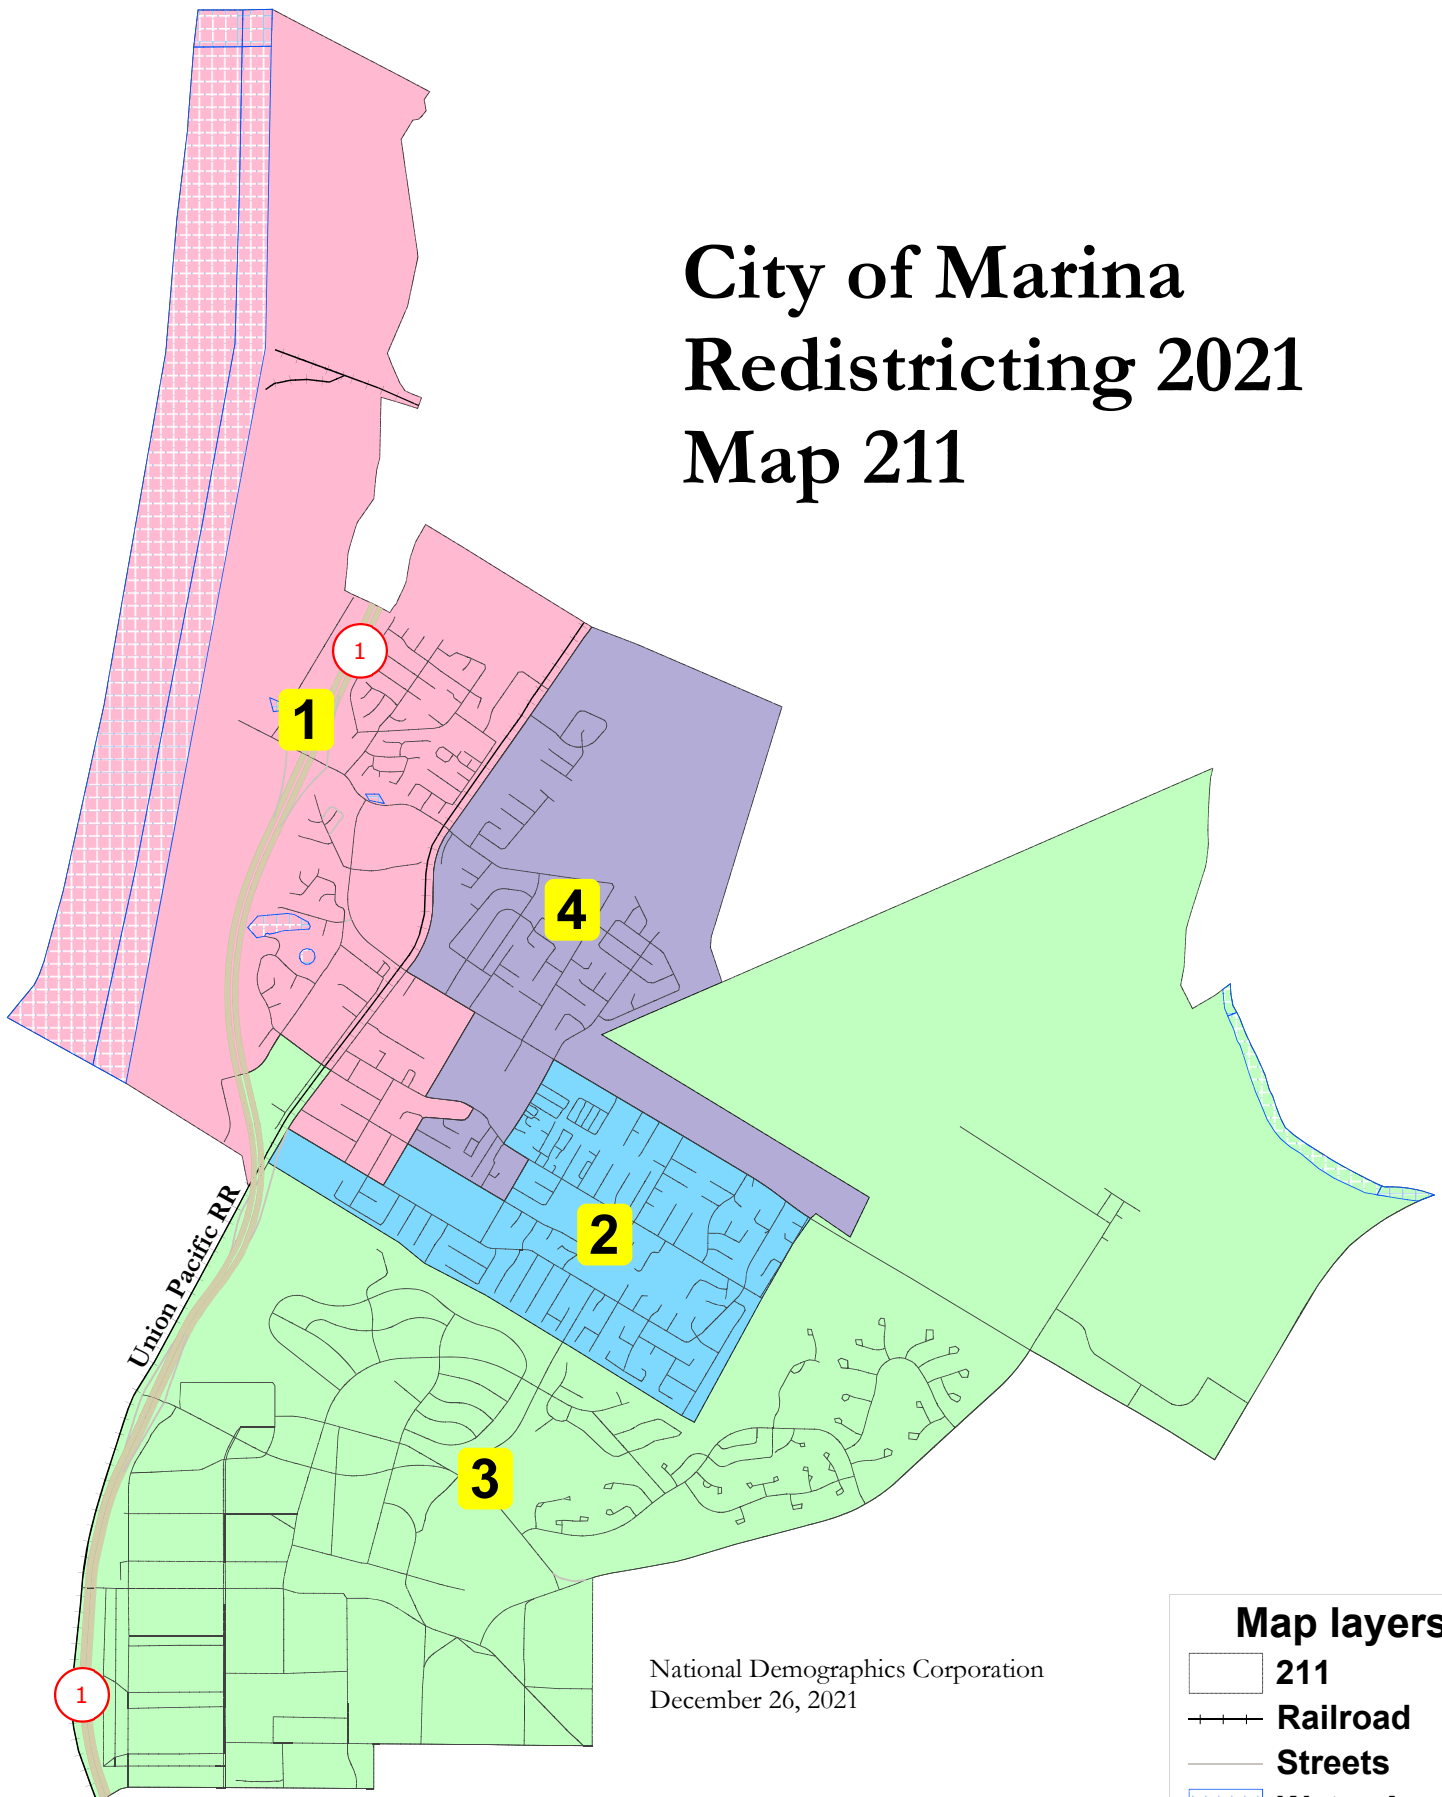 City of Marina
Redistricting 2021
Map 211
1
1
4
2
Union Pacific RR
3
1
National Demographics Corporation
December 26, 2021
Map layers
211
Railroad
Streets